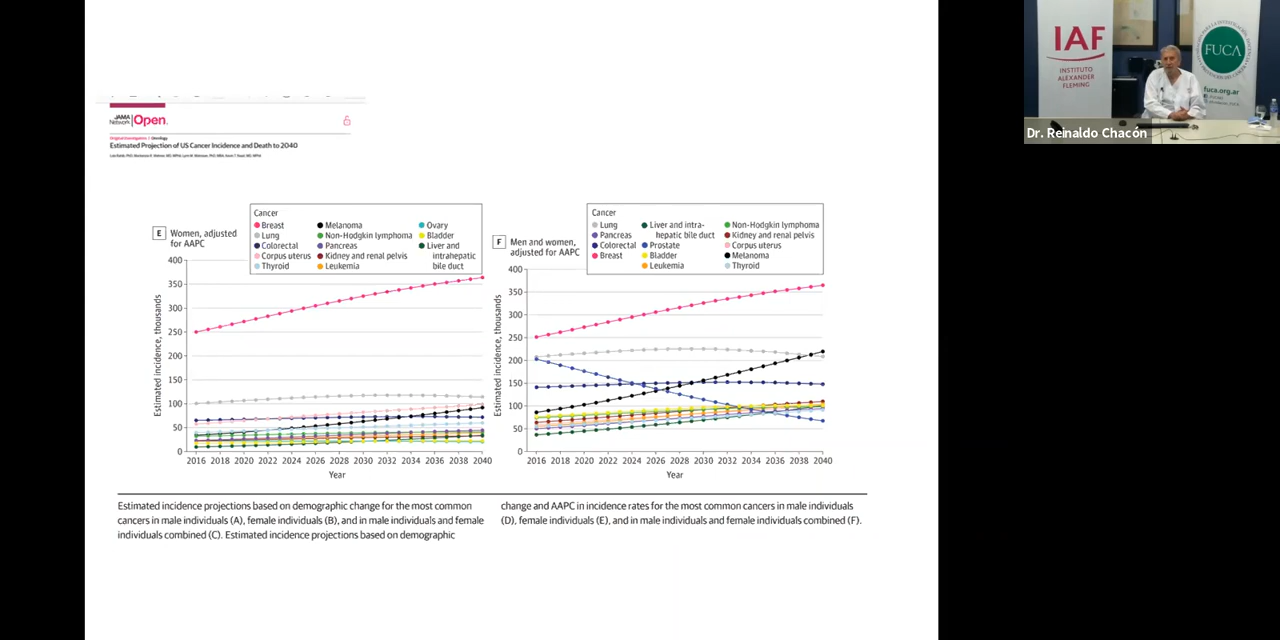 JAMA Network | Open.
Original Investigation | Oncology
Estimated Projection of US Cancer Incidence and Death to 2040
E Women, adjusted for AAPC
Cancer
Breast
Lung
Colorectal
Corpus uterus
Thyroid
Melanoma
Non-Hodgkin lymphoma
Pancreas
Kidney and renal pelvis
Leukemia
Ovary
Bladder
Liver and
intrahepatic
bile duct
400
350
300
250
200
150
100
50
0
Estimated incidence, thousands
2016 2018 2020 2022 2024 2026 2028 2030 2032 2034 2036 2038 2040
Year
F Men and women, adjusted for AAPC
Cancer
Lung
Pancreas
Colorectal
Breast
Liver and intra-
hepatic bile duct
Prostate
Bladder
Leukemia
Non-Hodgkin lymphoma
Kidney and renal pelvis
Corpus uterus
Melanoma
Thyroid
400
350
300
250
200
150
100
50
0
Estimated incidence, thousands
2016 2018 2020 2022 2024 2026 2028 2030 2032 2034 2036 2038 2040
Year
Estimated incidence projections based on demographic change for the most common
cancers in male individuals (A), female individuals (B), and in male individuals and female
individuals combined (C). Estimated incidence projections based on demographic
change and AAPC in incidence rates for the most common cancers in male individuals
(D), female individuals (E), and in male individuals and female individuals combined (F).
IAF
INSTITUTO
ALEXANDER
FLEMING
FUCA
fuca.org.ar
Dr. Reinaldo Chacón